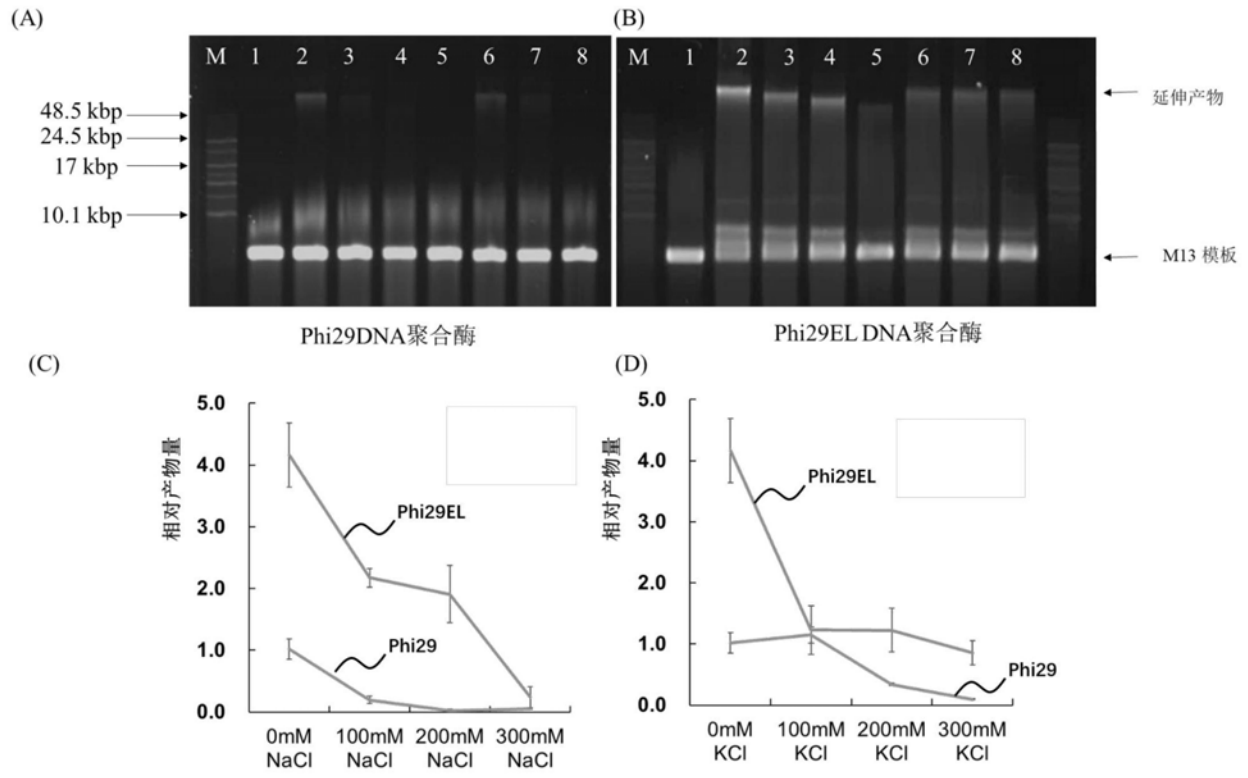 (A)
(B)
M 1 2 3 4 5 6 7 8
M 1 2 3 4 5 6 7 8
48.5 kbp
24.5 kbp
17 kbp
10.1 kbp
延伸产物
M13 模板
Phi29DNA聚合酶
Phi29EL DNA聚合酶
(C)
相对产物量
5.0
4.0
3.0
2.0
1.0
0.0
Phi29EL
Phi29
0mM
NaCl
100mM
NaCl
200mM
NaCl
300mM
NaCl
(D)
相对产物量
5.0
4.0
3.0
2.0
1.0
0.0
Phi29EL
Phi29
0mM
KCl
100mM
KCl
200mM
KCl
300mM
KCl